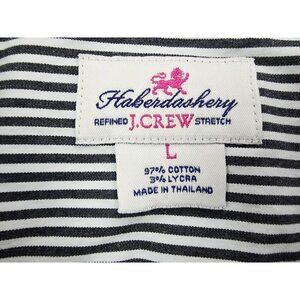 Haberdashery
REFINED J.CREW STRETCH
L
97% COTTON
3% LYCRA
MADE IN THAILAND